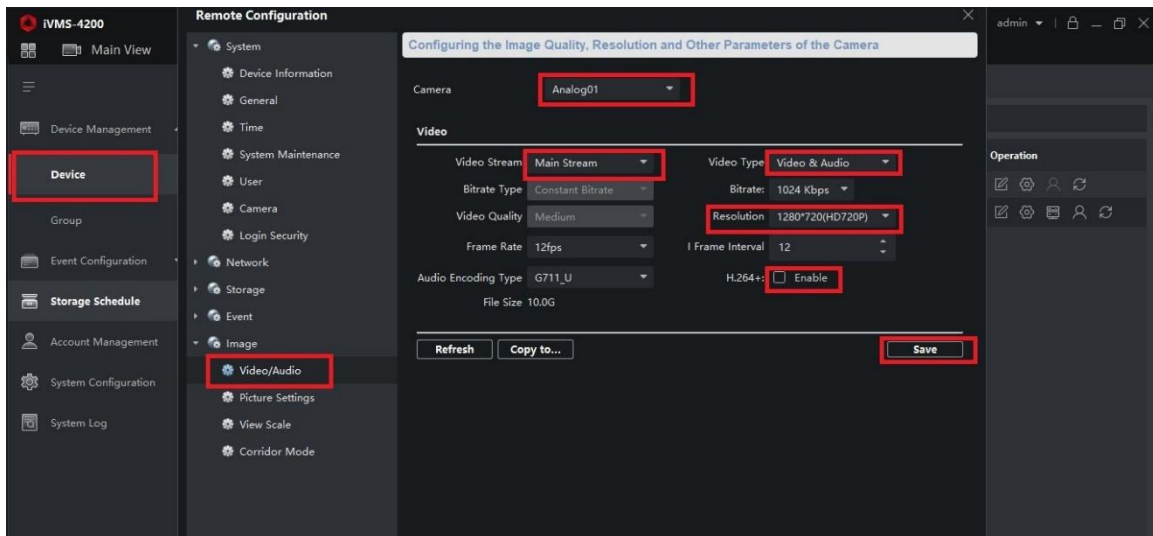 iVMS-4200
Remote Configuration
admin
Main View
System
Configuring the Image Quality, Resolution and Other Parameters of the Camera
Device Information
Camera Analog01
General
Device Management
Time
Video
System Maintenance
Video Stream Main Stream Video Type Video & Audio
Operation
Device
User
Bitrate Type Constant Bitrate Bitrate: 1024 Kbps
Camera
Video Quality Medium Resolution 1280*720(HD720P)
Group
Login Security
Frame Rate 12fps I Frame Interval 12
Event Configuration
Network
Audio Encoding Type G711_U H.264+: Enable
Storage
Storage Schedule
File Size 10.0G
Event
Account Management
Image
Refresh Copy to... Save
Video/Audio
System Configuration
Picture Settings
System Log
View Scale
Corridor Mode